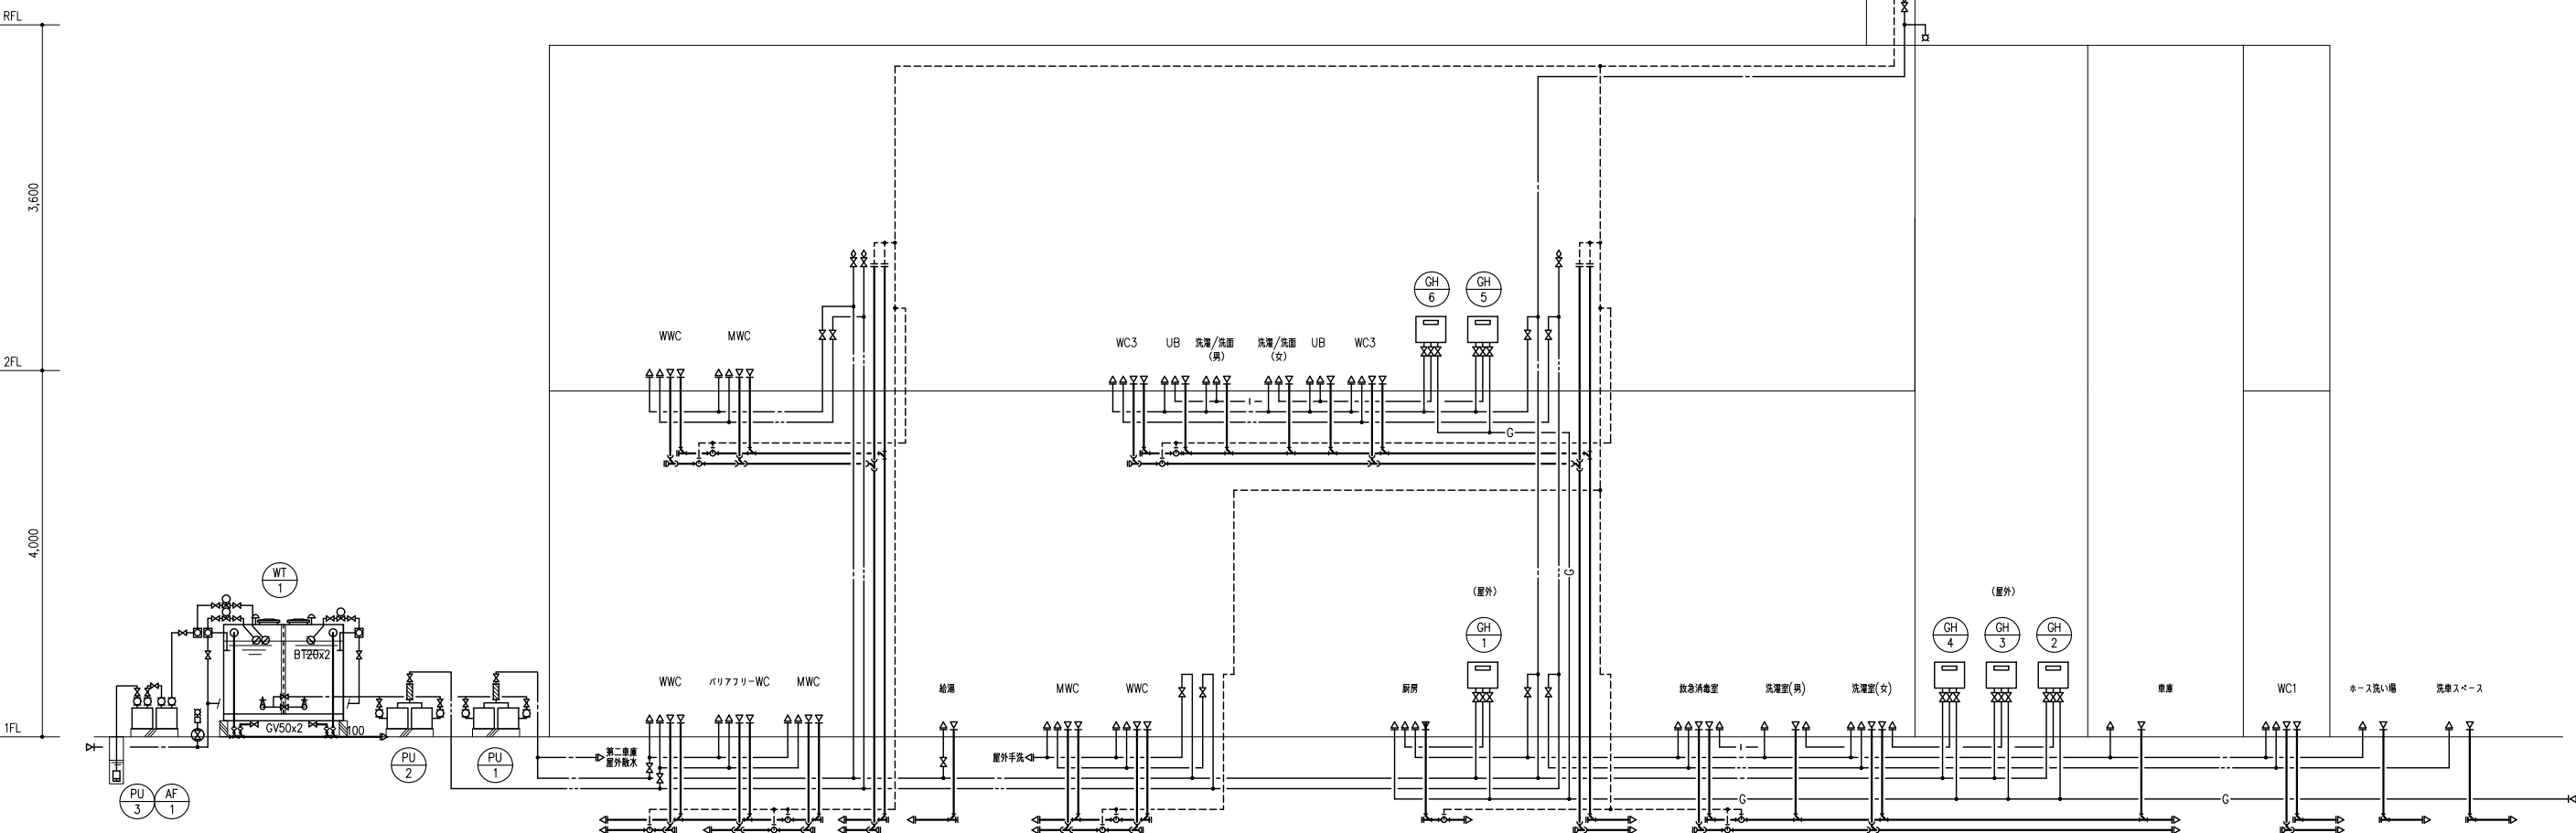 RFL
3,600
GH
6
GH
5
WWC
MWC
WC3
UB
洗濯/洗面
(男)
洗濯/洗面
(女)
UB
WC3
2FL
G
4,000
G
WT
1
(屋外)
(屋外)
GH
1
GH
4
GH
3
GH
2
BT20x2
WWC
バリアフリーWC
MWC
給湯
MWC
WWC
厨房
救急消毒室
洗濯室(男)
洗濯室(女)
車庫
WC1
ホース洗い場
洗車スペース
1FL
GV50x2
100
第二車庫
屋外散水
屋外手洗
PU
2
PU
1
PU
3
AF
1
G
G